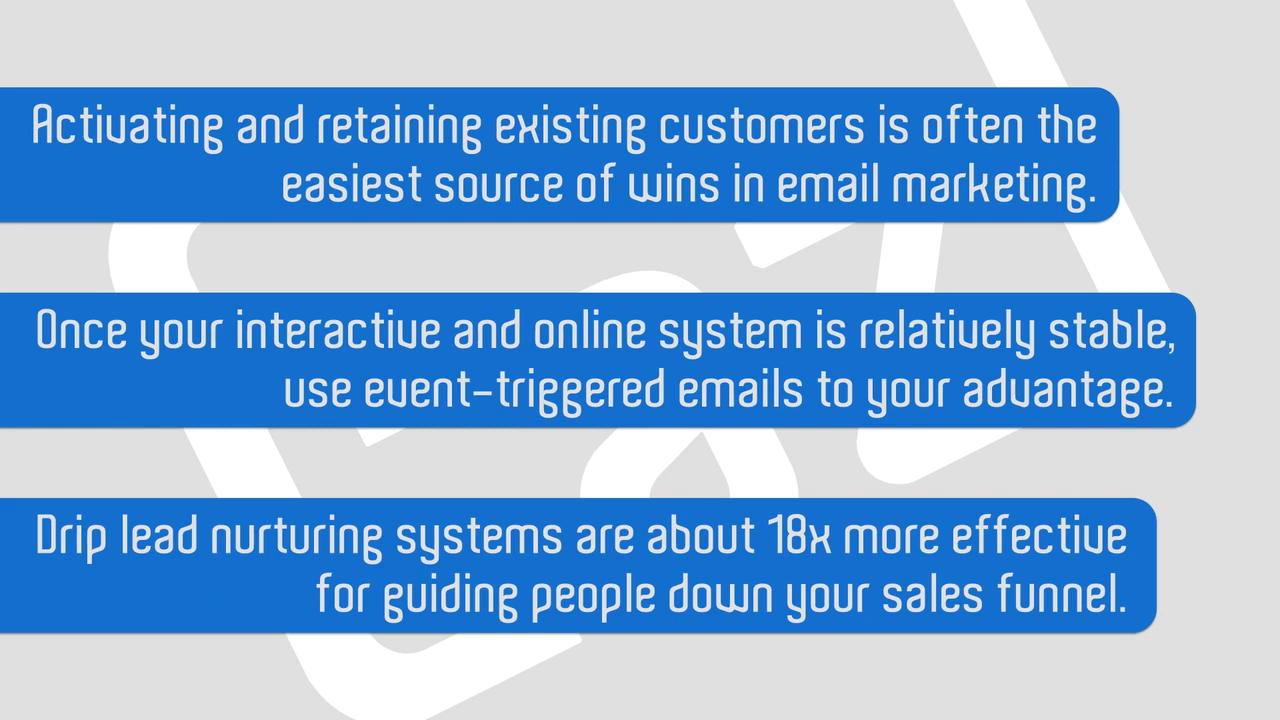 Activating and retaining existing customers is often the
easiest source of wins in email marketing.
Once your interactive and online system is relatively stable,
use event-triggered emails to your advantage.
Drip lead nurturing systems are about 18x more effective
for guiding people down your sales funnel.